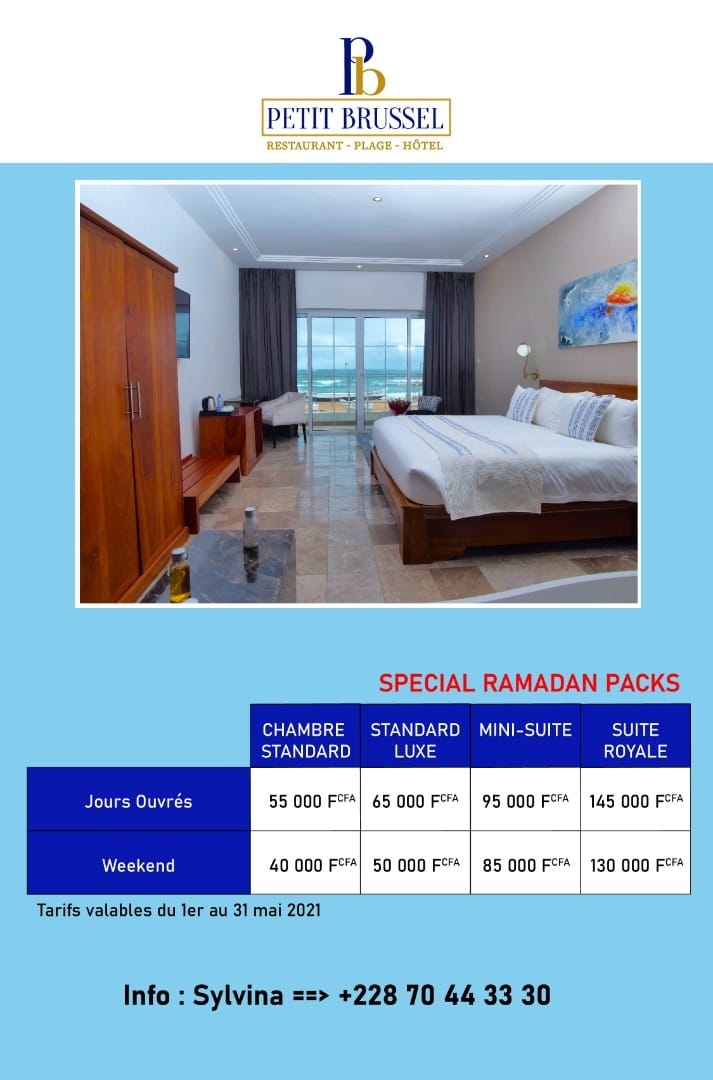 Pb
PETIT BRUSSEL
RESTAURANT - PLAGE - HÔTEL
SPECIAL RAMADAN PACKS
CHAMBRE STANDARD STANDARD LUXE MINI-SUITE SUITE ROYALE
Jours Ouvrés 55 000 FCFA 65 000 FCFA 95 000 FCFA 145 000 FCFA
Weekend 40 000 FCFA 50 000 FCFA 85 000 FCFA 130 000 FCFA
Tarifs valables du 1er au 31 mai 2021
Info : Sylvina ==> +228 70 44 33 30